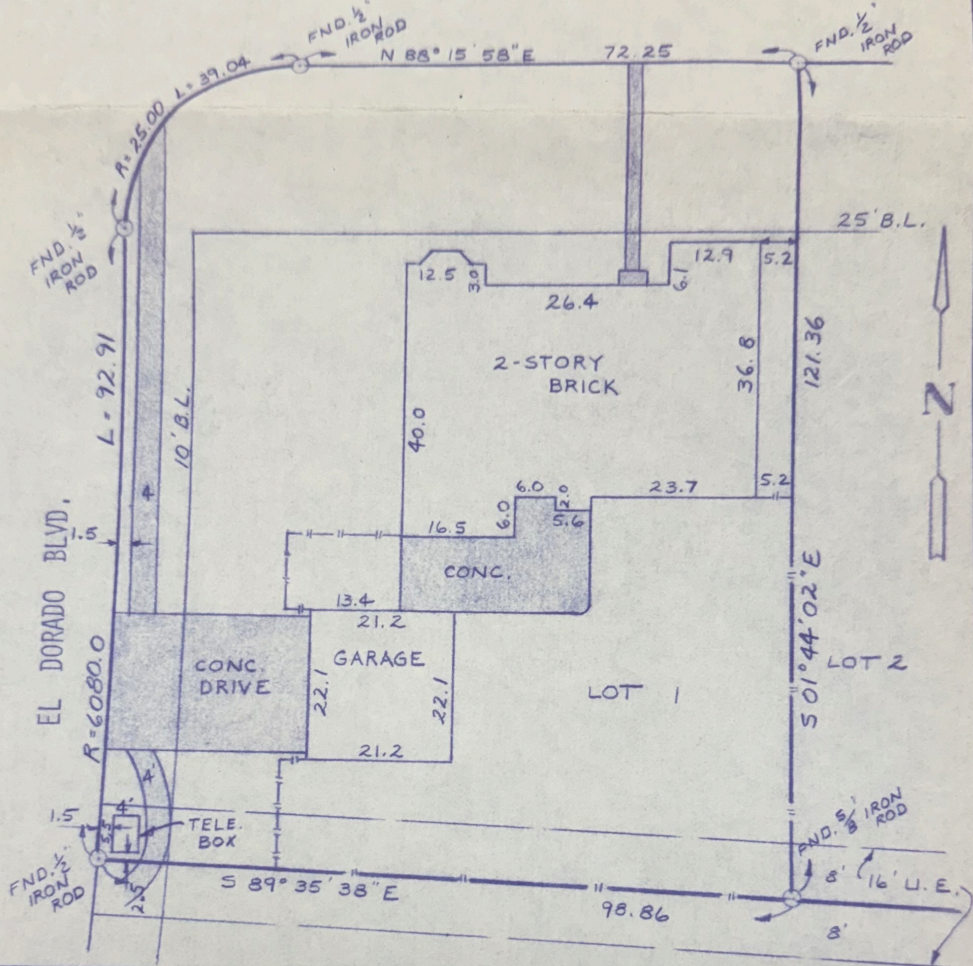 FND. 1/2"
IRON
ROD
N 88° 15' 58" E
72.25
FND. 1/2"
IRON
ROD
R = 25.00 L = 39.04
FND. 1/2"
IRON
ROD
25' B.L.
12.5
3.0
26.4
6.1
12.9
5.2
2-STORY
BRICK
40.0
36.8
121.36
N
L = 92.91
10' B.L.
4'
1.5
EL DORADO BLVD.
R=6080.0
16.5
6.0
6.0
2.0
5.6
23.7
5.2
CONC.
13.4
21.2
GARAGE
22.1
22.1
21.2
CONC.
DRIVE
LOT 1
S 01° 44' 02" E
LOT 2
4'
1.5
4'
5.5
TELE.
BOX
2.5
FND. 1/2"
IRON
ROD
S 89° 35' 38" E
98.86
FND. 5/8" IRON
ROD
8'
16' U.E.
8'